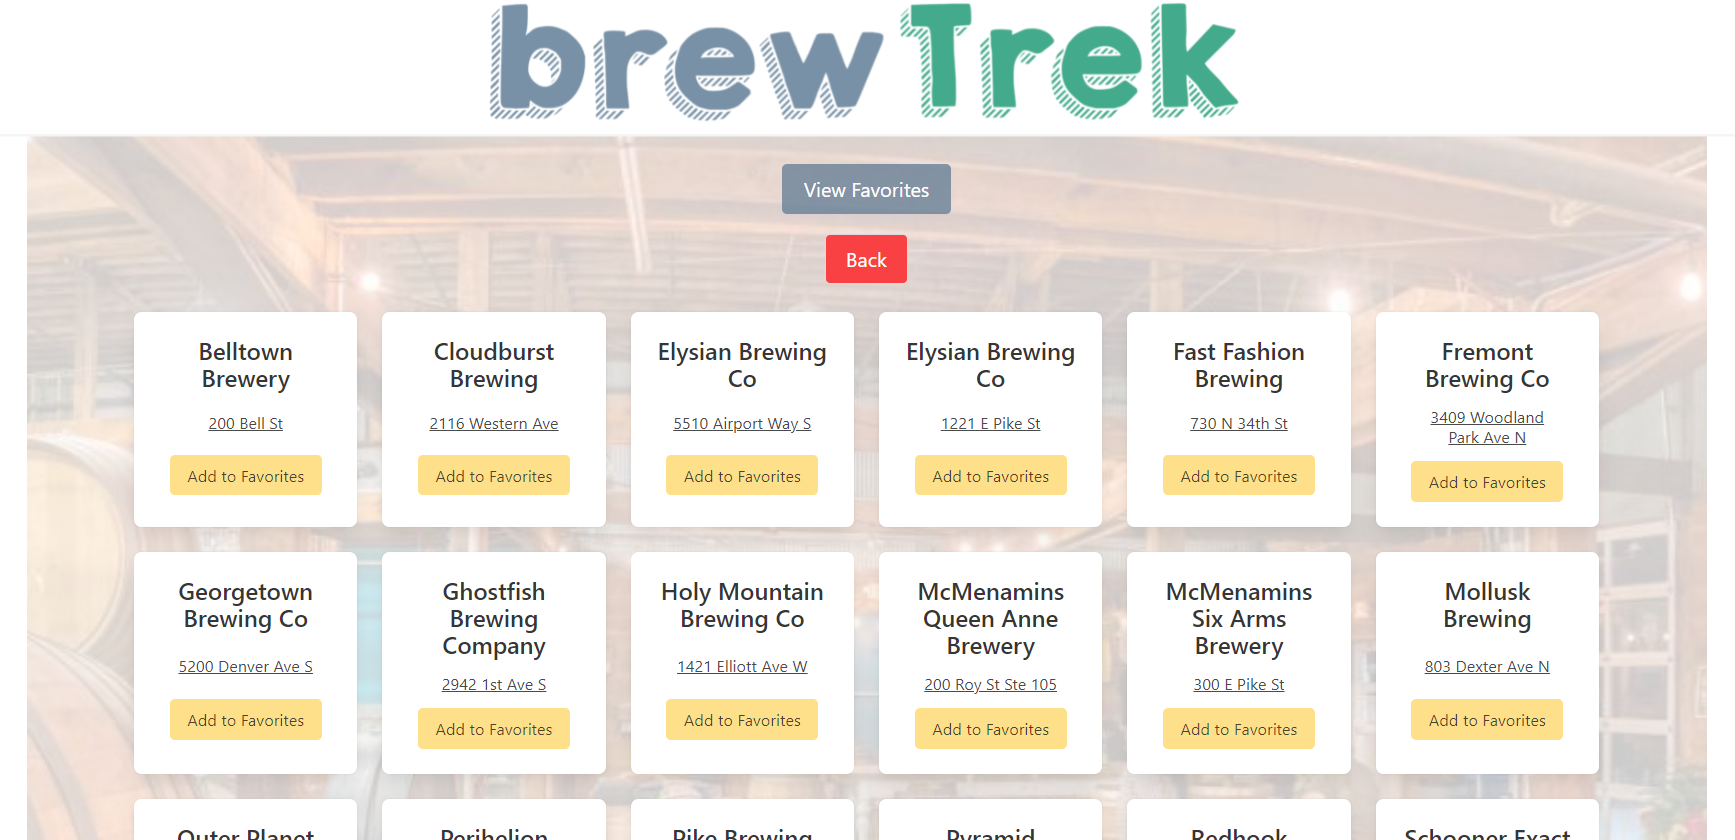 brewTrek
View Favorites
Back
Belltown
Brewery
200 Bell St
Add to Favorites
Cloudburst
Brewing
2116 Western Ave
Add to Favorites
Elysian Brewing
Co
5510 Airport Way S
Add to Favorites
Elysian Brewing
Co
1221 E Pike St
Add to Favorites
Fast Fashion
Brewing
730 N 34th St
Add to Favorites
Fremont
Brewing Co
3409 Woodland
Park Ave N
Add to Favorites
Georgetown
Brewing Co
5200 Denver Ave S
Add to Favorites
Ghostfish
Brewing
Company
2942 1st Ave S
Add to Favorites
Holy Mountain
Brewing Co
1421 Elliott Ave W
Add to Favorites
McMenamins
Queen Anne
Brewery
200 Roy St Ste 105
Add to Favorites
McMenamins
Six Arms
Brewery
300 E Pike St
Add to Favorites
Mollusk
Brewing
803 Dexter Ave N
Add to Favorites
Outer Planet
Perihelion
Pike Brewing
Pyramid
Redhook
Schooner Exact